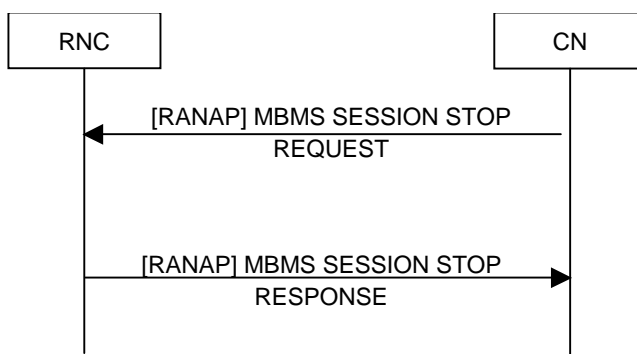 RNC
CN
[RANAP] MBMS SESSION STOP
REQUEST
[RANAP] MBMS SESSION STOP
RESPONSE